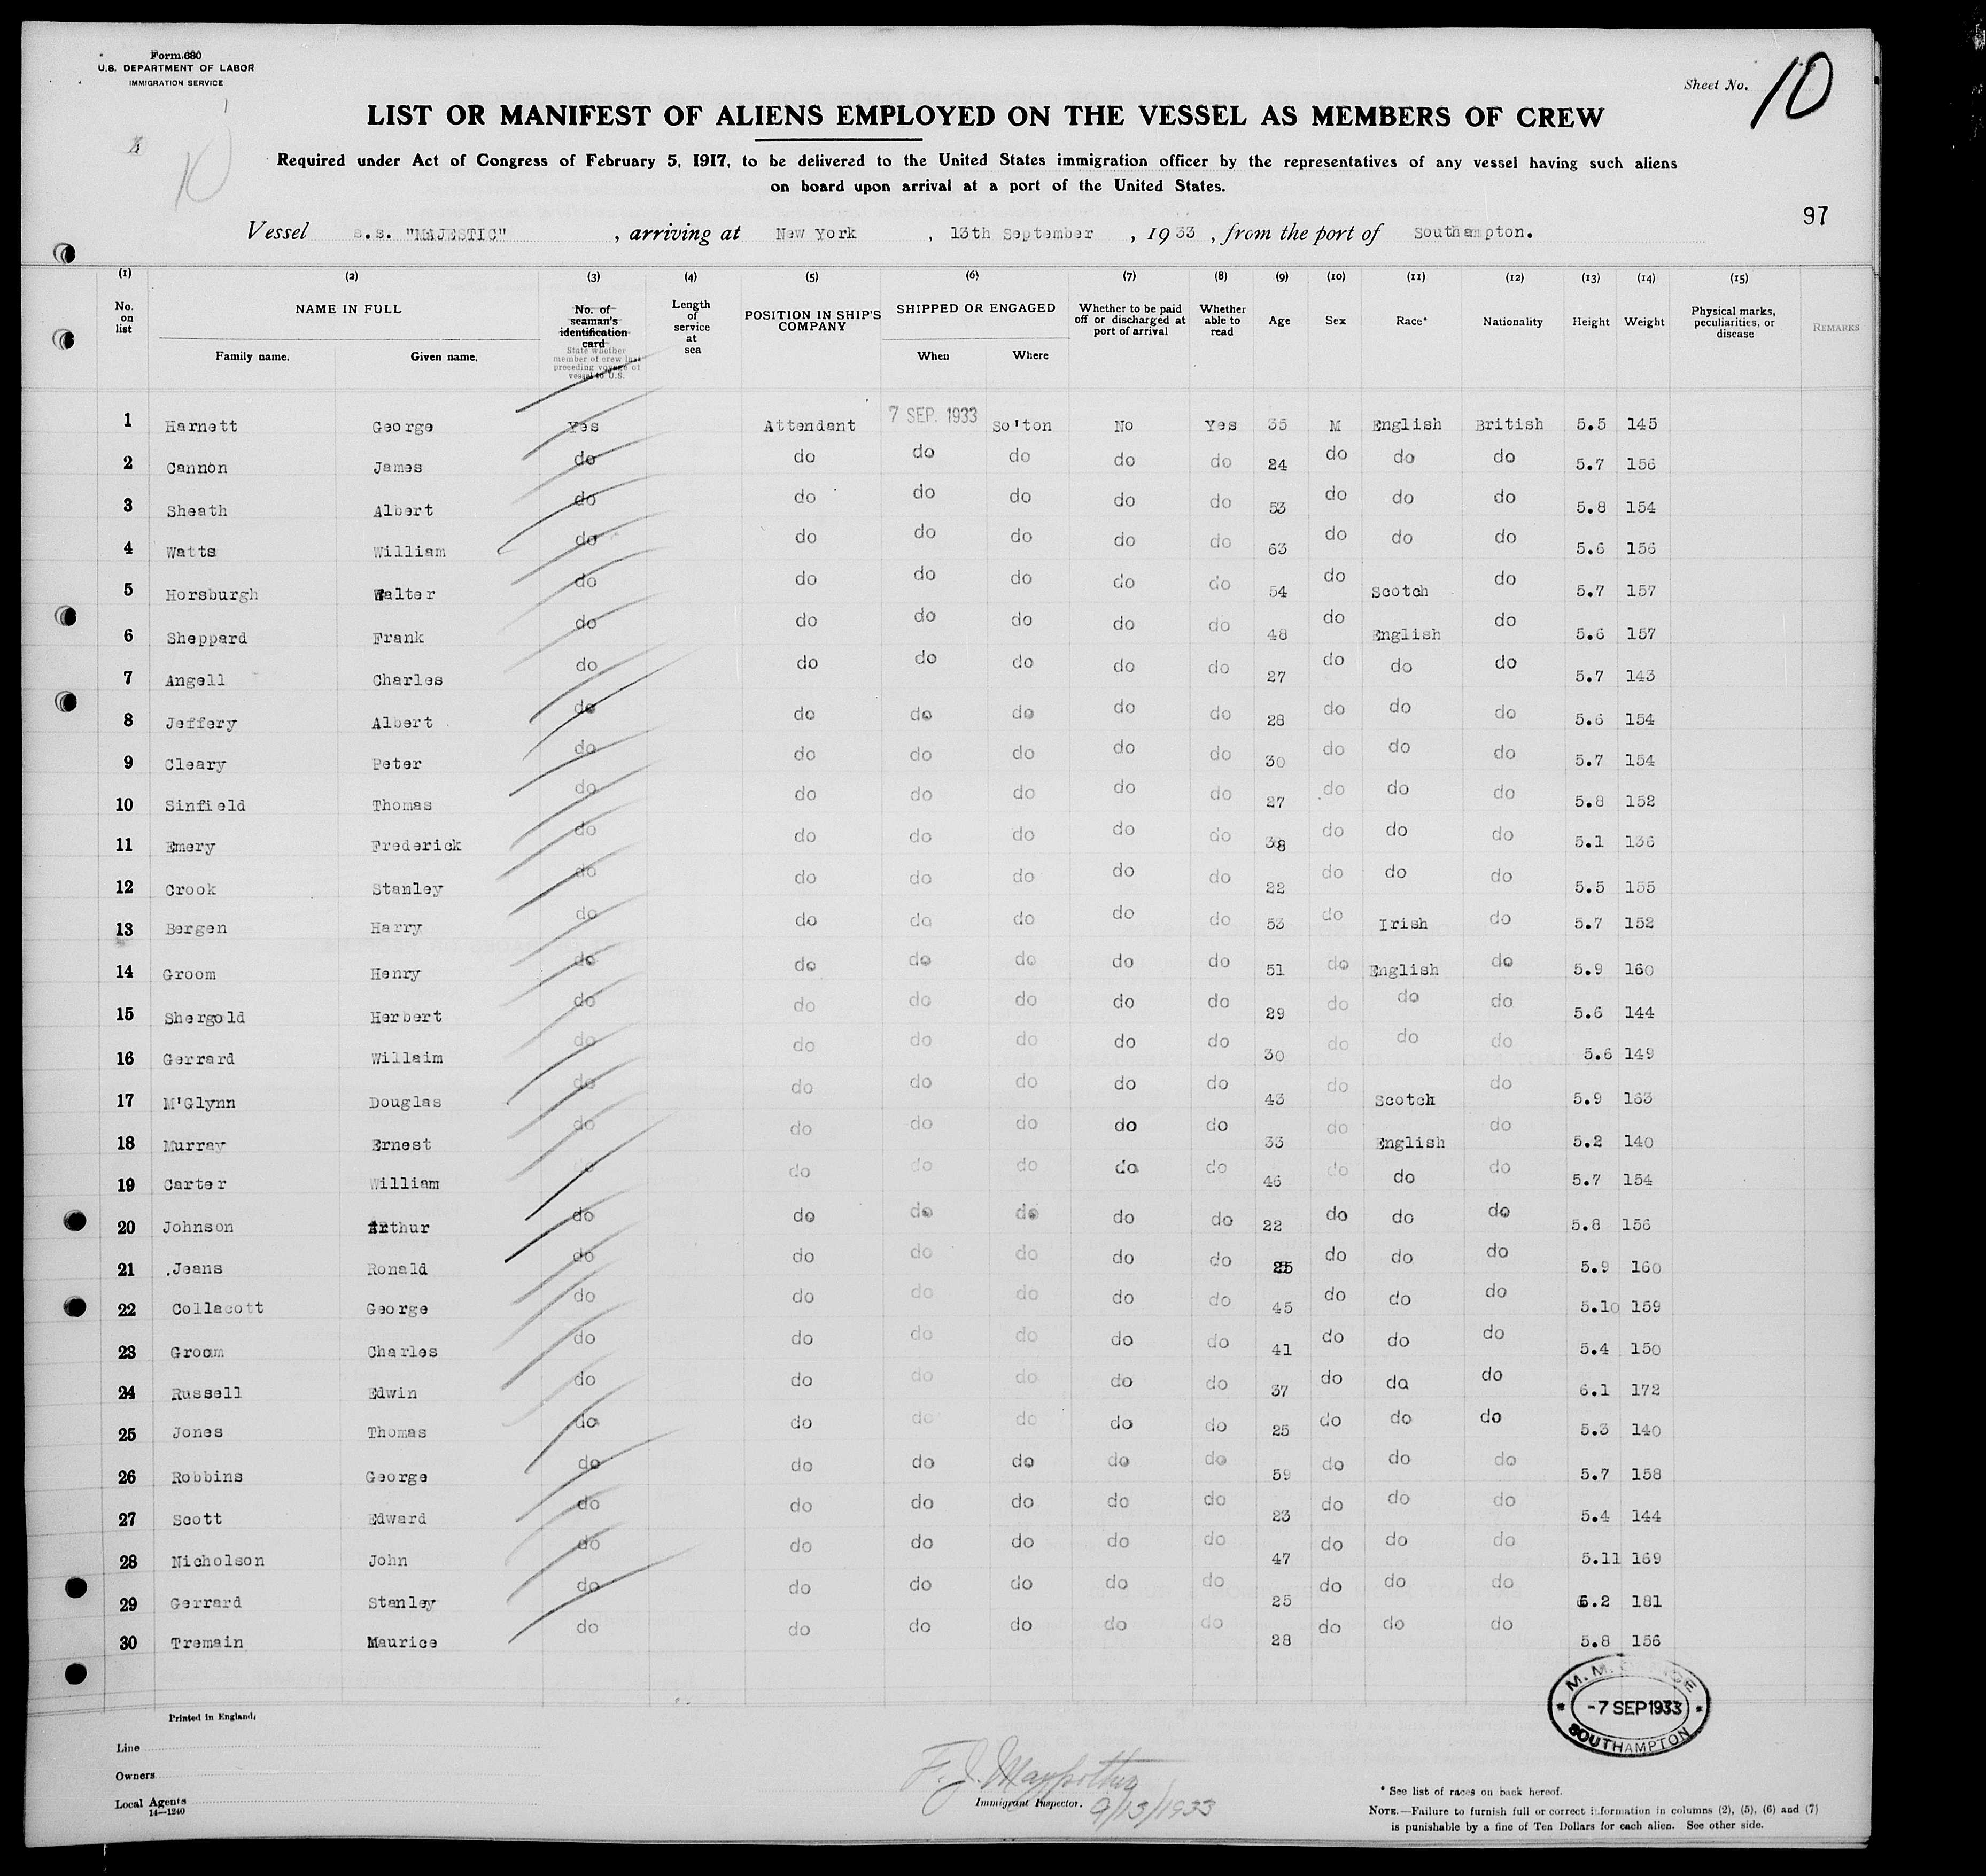 Form 680
U.S. DEPARTMENT OF LABOR
IMMIGRATION SERVICE
Sheet No. 10
LIST OR MANIFEST OF ALIENS EMPLOYED ON THE VESSEL AS MEMBERS OF CREW
10
Required under Act of Congress of February 5, 1917, to be delivered to the United States immigration officer by the representatives of any vessel having such aliens
on board upon arrival at a port of the United States.
97
Vessel s.s. "MAJESTIC" , arriving at New York , 13th September , 1933 , from the port of Southampton.
(1) (2) (3) (4) (5) (6) (7) (8) (9) (10) (11) (12) (13) (14) (15)
No. on list NAME IN FULL Family name. Given name. No. of seaman's identification card State whether member of crew last preceding voyage of vessel to U.S. Length of service at sea POSITION IN SHIP'S COMPANY SHIPPED OR ENGAGED When Where Whether to be paid off or discharged at port of arrival Whether able to read Age Sex Race* Nationality Height Weight Physical marks, peculiarities, or disease REMARKS
1 Harnett George Yes Attendant 7 SEP. 1933 So'ton No Yes 35 M English British 5.5 145
2 Cannon James do do do do do do 24 do do do 5.7 156
3 Sheath Albert do do do do do do 53 do do do 5.8 154
4 Watts William do do do do do do 63 do do do 5.6 156
5 Horsburgh Walter do do do do do do 54 do Scotch do 5.7 157
6 Sheppard Frank do do do do do do 48 do English do 5.6 157
7 Angell Charles do do do do do do 27 do do do 5.7 143
8 Jeffery Albert do do do do do do 28 do do do 5.6 154
9 Cleary Peter do do do do do do 30 do do do 5.7 154
10 Sinfield Thomas do do do do do do 27 do do do 5.8 152
11 Emery Frederick do do do do do do 38 do do do 5.1 136
12 Crook Stanley do do do do do do 22 do do do 5.5 155
13 Bergen Harry do do do do do do 53 do Irish do 5.7 152
14 Groom Henry do do do do do do 51 do English do 5.9 160
15 Shergold Herbert do do do do do do 29 do do do 5.6 144
16 Gerrard Willaim do do do do do do 30 do do do 5.6 149
17 M'Glynn Douglas do do do do do do 43 do Scotch do 5.9 163
18 Murray Ernest do do do do do do 33 do English do 5.2 140
19 Carter William do do do do do do 46 do do do 5.7 154
20 Johnson Arthur do do do do do do 22 do do do 5.8 156
21 Jeans Ronald do do do do do do 25 do do do 5.9 160
22 Collacott George do do do do do do 45 do do do 5.10 159
23 Groom Charles do do do do do do 41 do do do 5.4 150
24 Russell Edwin do do do do do do 37 do do do 6.1 172
25 Jones Thomas do do do do do do 25 do do do 5.3 140
26 Robbins George do do do do do do 59 do do do 5.7 158
27 Scott Edward do do do do do do 23 do do do 5.4 144
28 Nicholson John do do do do do do 47 do do do 5.11 169
29 Gerrard Stanley do do do do do do 25 do do do 6.2 181
30 Tremain Maurice do do do do do do 28 do do do 5.8 156
M. M.
-7 SEP 1933
SOUTHAMPTON
Printed in England.
Line
Owners
Local Agents
14—1240
F. J.
Immigrant Inspector. 9/13/1933
* See list of races on back hereof.
NOTE.—Failure to furnish full or correct information in columns (2), (5), (6) and (7)
is punishable by a fine of Ten Dollars for each alien. See other side.